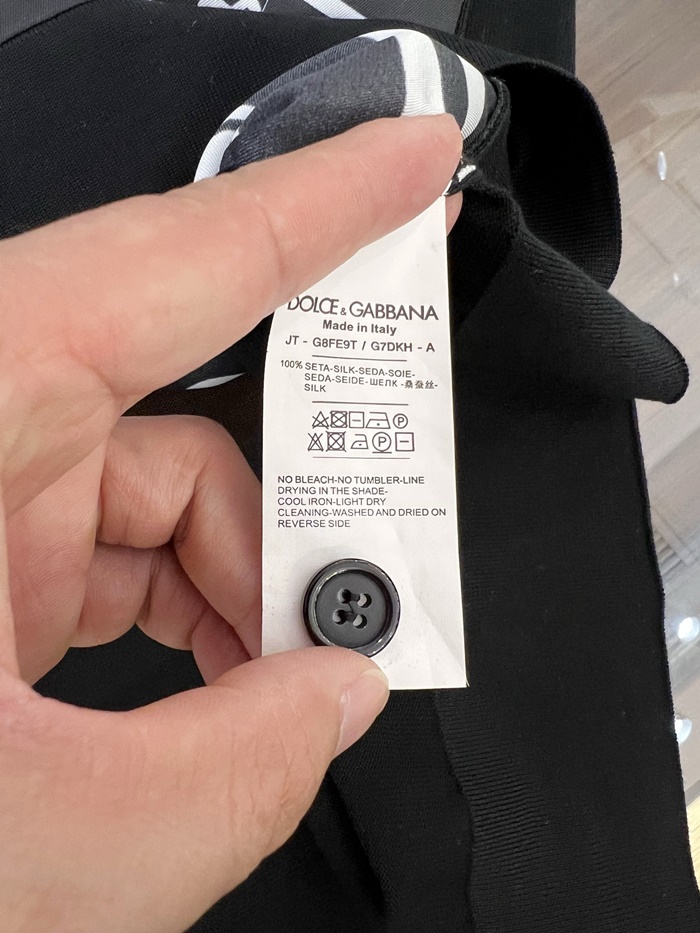 DOLCE & GABBANA
Made in Italy
JT - G8FE9T / G7DKH - A
100% SETA-SILK-SEDA-SOIE-
SEDA-SEIDE-ШЕЛК-桑蚕丝-
SILK
NO BLEACH-NO TUMBLER-LINE
DRYING IN THE SHADE-
COOL IRON-LIGHT DRY
CLEANING-WASHED AND DRIED ON
REVERSE SIDE